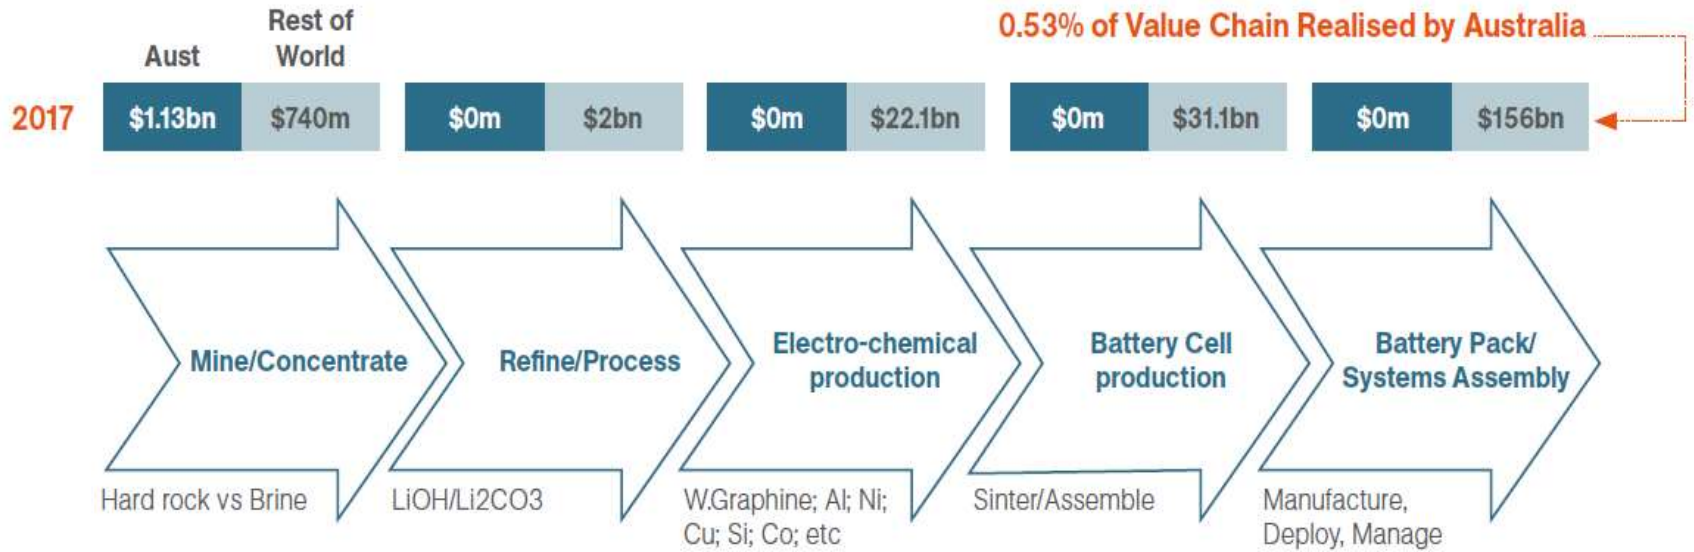 Rest of
World
Aust
0.53% of Value Chain Realised by Australia
2017
$1.13bn
$740m
$0m
$2bn
$0m
$22.1bn
$0m
$31.1bn
$0m
$156bn
Mine/Concentrate
Refine/Process
Electro-chemical
production
Battery Cell
production
Battery Pack/
Systems Assembly
Hard rock vs Brine
LiOH/Li2CO3
W.Graphine; Al; Ni;
Cu; Si; Co; etc
Sinter/Assemble
Manufacture,
Deploy, Manage